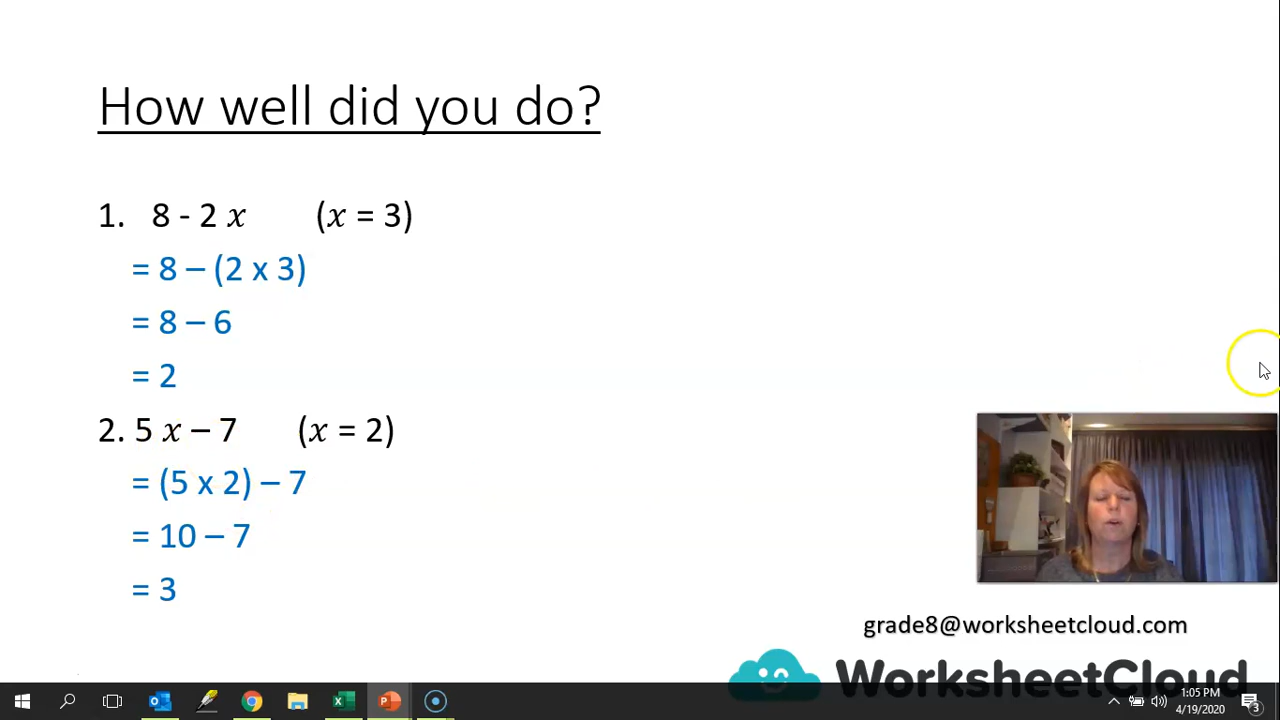 How well did you do?
1. 8 - 2 x (x = 3)
= 8 – (2 x 3)
= 8 – 6
= 2
2. 5 x – 7 (x = 2)
= (5 x 2) – 7
= 10 – 7
= 3
grade8@worksheetcloud.com
WorksheetCloud
1:05 PM
4/19/2020
3